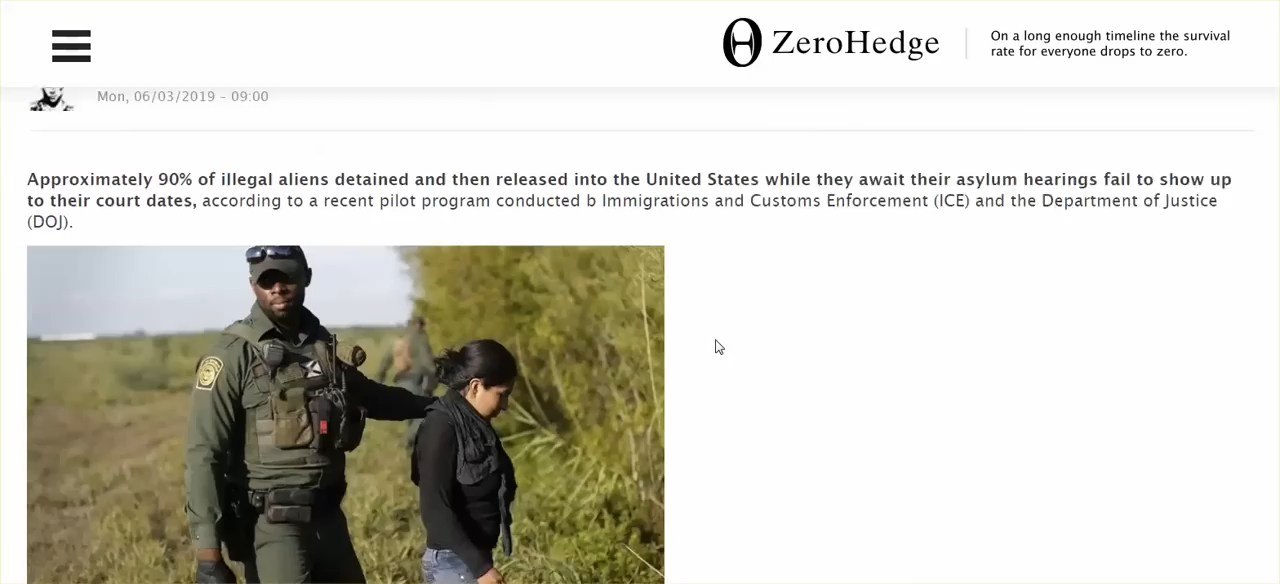 ZeroHedge
On a long enough timeline the survival
rate for everyone drops to zero.
Mon, 06/03/2019 - 09:00
Approximately 90% of illegal aliens detained and then released into the United States while they await their asylum hearings fail to show up
to their court dates, according to a recent pilot program conducted b Immigrations and Customs Enforcement (ICE) and the Department of Justice
(DOJ).